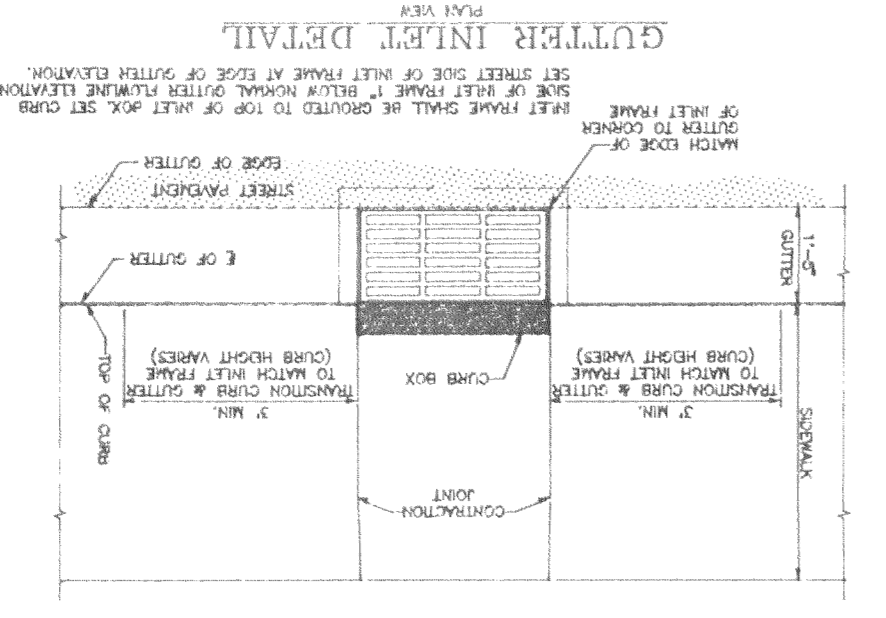 CONTRACTION
JOINT
SIDEWALK
3' MIN.
TRANSITION CURB & GUTTER
TO MATCH INLET FRAME
(CURB HEIGHT VARIES)
CURB BOX
3' MIN.
TRANSITION CURB & GUTTER
TO MATCH INLET FRAME
(CURB HEIGHT VARIES)
TOP OF CURB
1'-5"
GUTTER
OF GUTTER
STREET PAVEMENT
EDGE OF GUTTER
MATCH EDGE OF
GUTTER TO CORNER
OF INLET FRAME
INLET FRAME SHALL BE GROUTED TO TOP OF INLET BOX. SET CURB
SIDE OF INLET FRAME 1" BELOW NORMAL GUTTER FLOWLINE ELEVATION
SET STREET SIDE OF INLET FRAME AT EDGE OF GUTTER ELEVATION.
GUTTER INLET DETAIL
PLAN VIEW